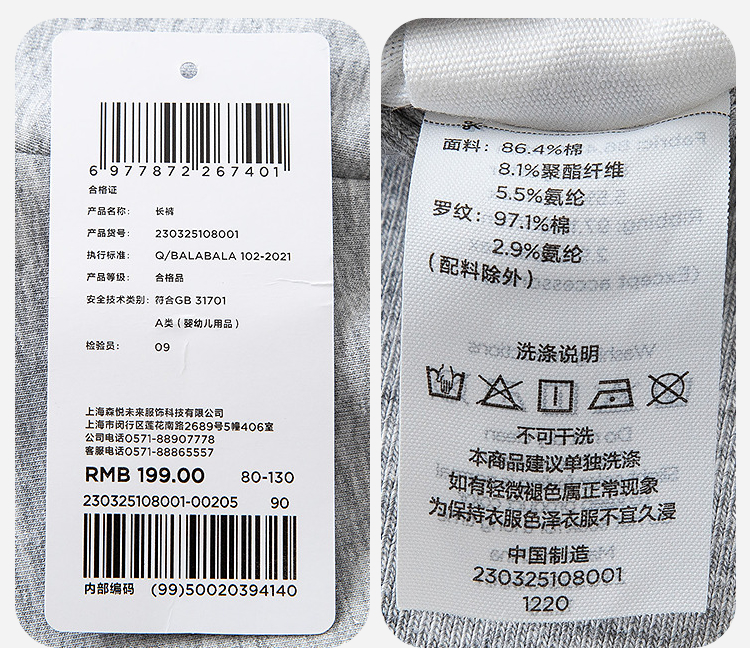 6 977872 267401
合格证
产品名称： 长裤
产品货号： 230325108001
执行标准： Q/BALABALA 102-2021
产品等级： 合格品
安全技术类别：符合GB 31701
A类（婴幼儿用品）
检验员： 09
上海森悦未来服饰科技有限公司
上海市闵行区莲花南路2689号5幢406室
公司电话0571-88907778
客服电话0571-88865557
RMB 199.00 80-130
230325108001-00205 90
内部编码 (99)50020394140
面料：86.4%棉
8.1%聚酯纤维
5.5%氨纶
罗纹：97.1%棉
2.9%氨纶
（配料除外）
洗涤说明
不可干洗
本商品建议单独洗涤
如有轻微褪色属正常现象
为保持衣服色泽衣服不宜久浸
中国制造
230325108001
1220